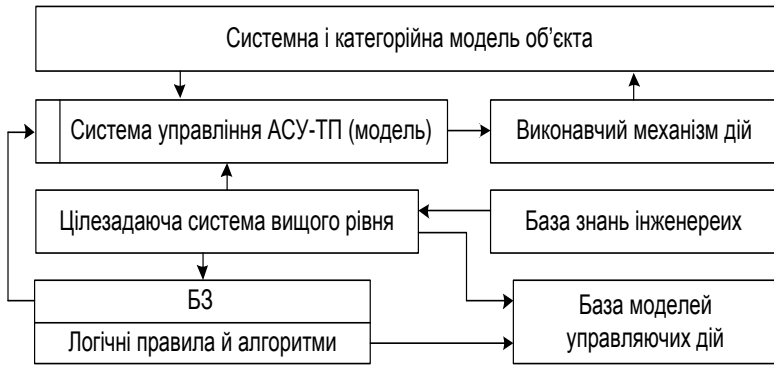 Системна і категорійна модель об’єкта
Система управління АСУ-ТП (модель)
Виконавчий механізм дій
Цілезадаюча система вищого рівня
База знань інженереих
БЗ
Логічні правила й алгоритми
База моделей
управляючих дій